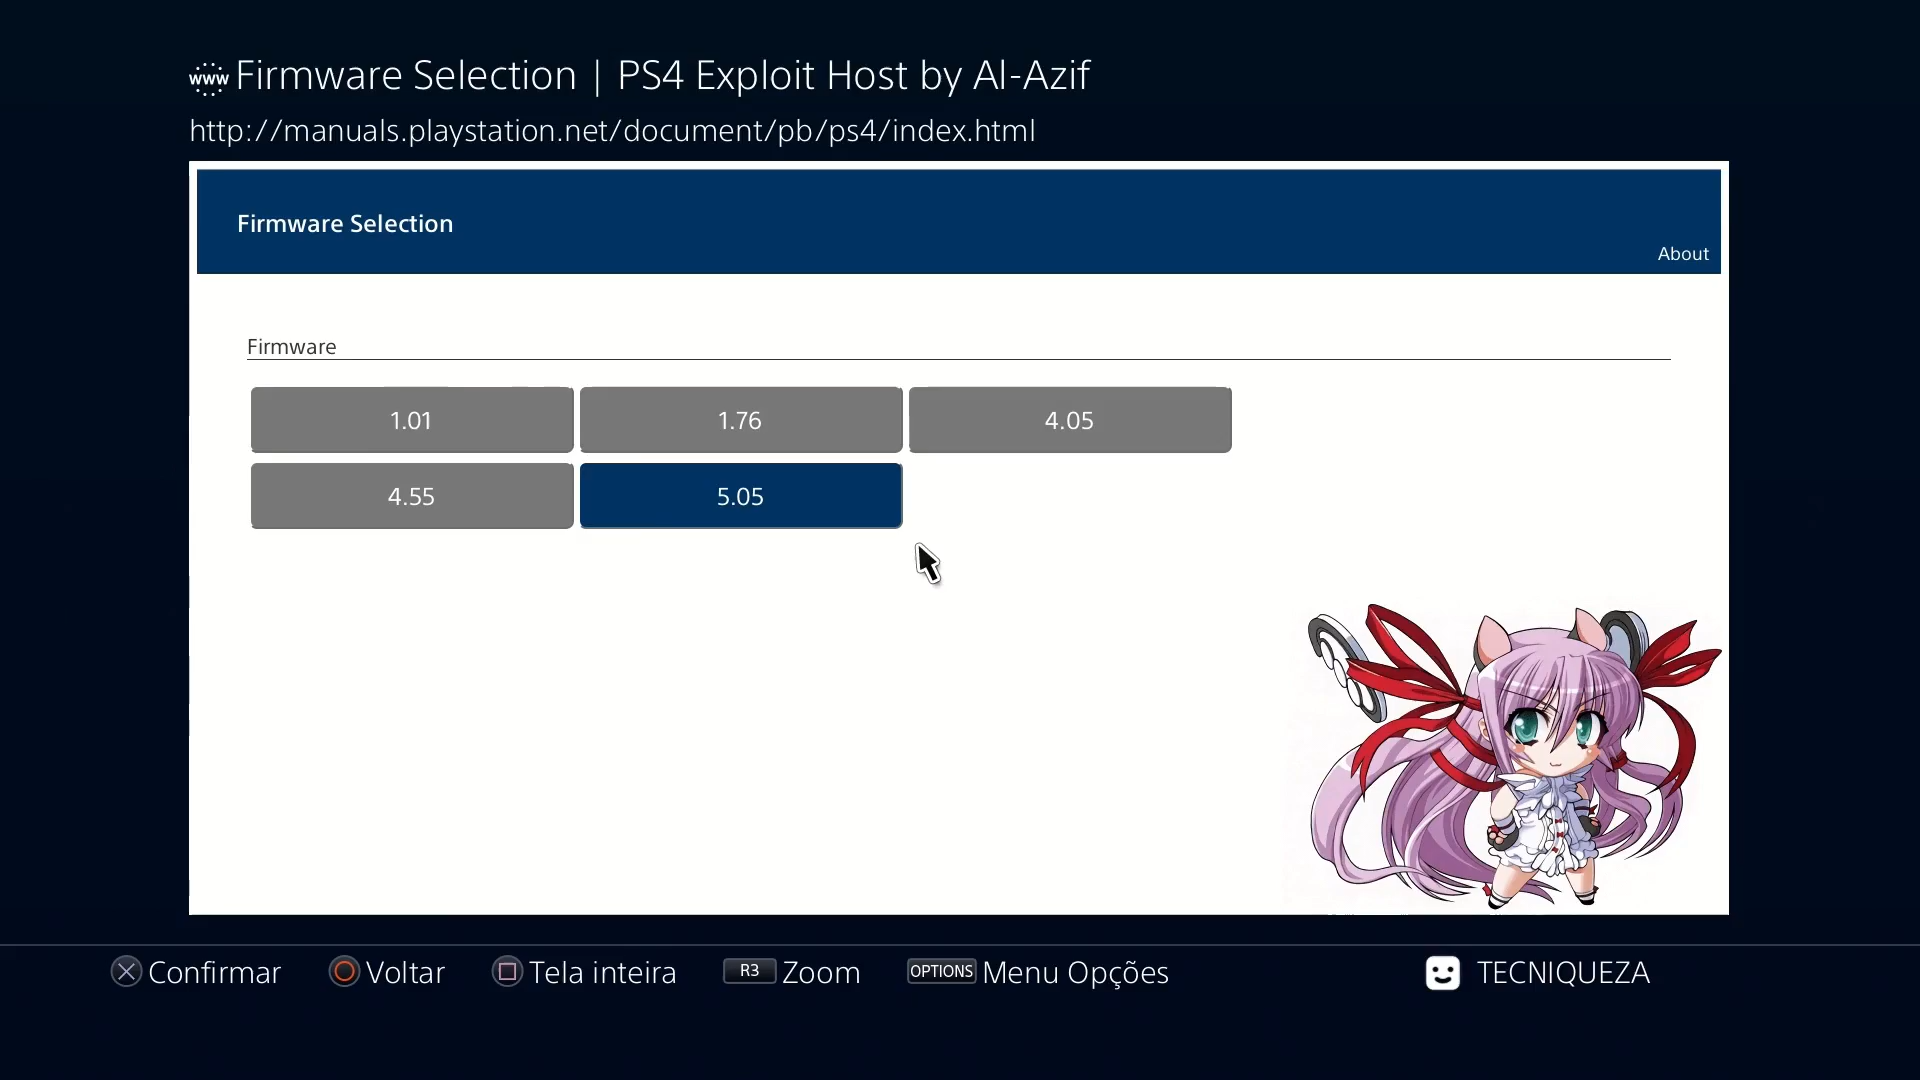 www Firmware Selection | PS4 Exploit Host by Al-Azif
http://manuals.playstation.net/document/pb/ps4/index.html
Firmware Selection
About
Firmware
1.01 1.76 4.05
4.55 5.05
Confirmar Voltar Tela inteira R3 Zoom OPTIONS Menu Opções TECNIQUEZA